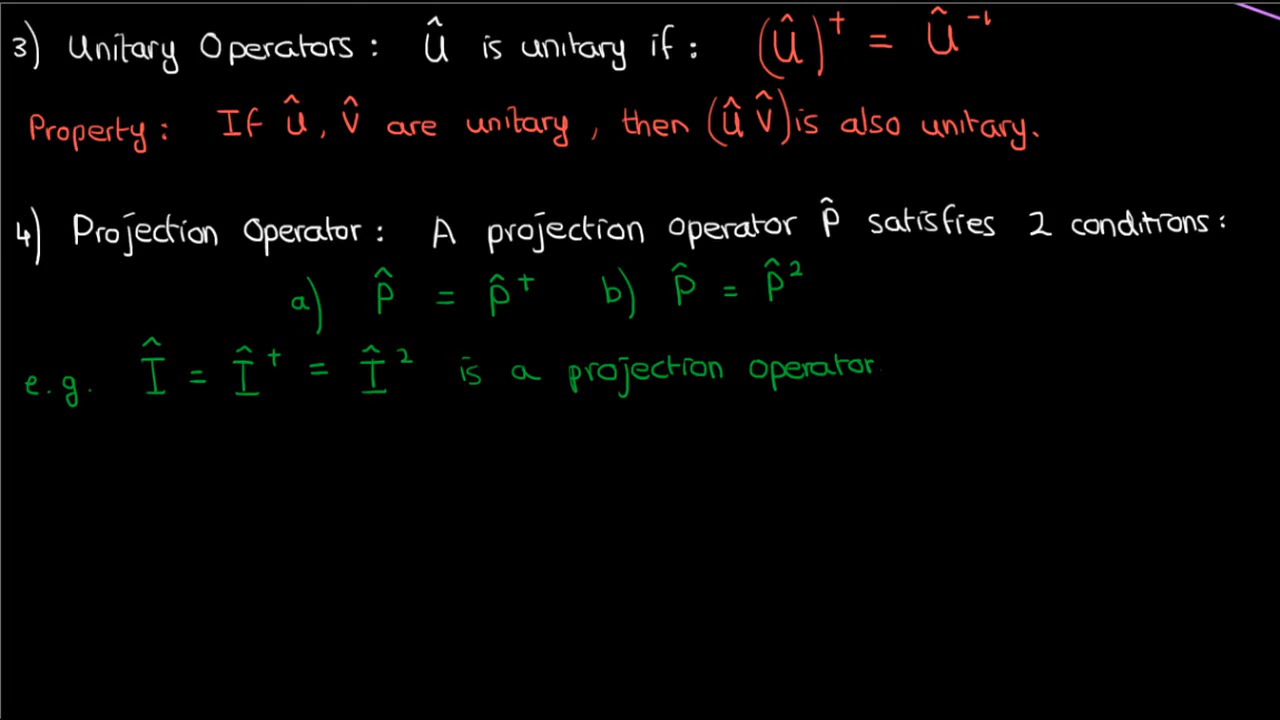 3) Unitary Operators : Û is unitary if : (Û)† = Û⁻¹
Property : If Û, V̂ are unitary, then (Û V̂) is also unitary.
4) Projection Operator : A projection operator P̂ satisfies 2 conditions :
a) P̂ = P̂† b) P̂ = P̂²
e.g. Î = ↠= Ͳ is a projection operator.